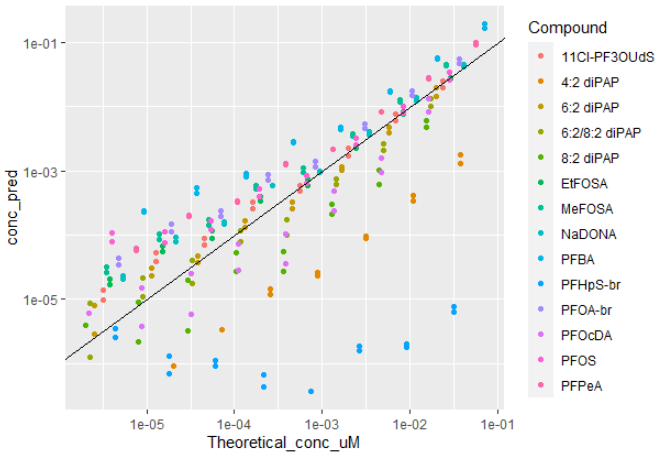 Compound
1e-01
11Cl-PF3OUdS
4:2 diPAP
6:2 diPAP
6:2/8:2 diPAP
8:2 diPAP
1e-03
EtFOSA
MeFOSA
NaDONA
PFBA
1e-05
PFHpS-br
PFOA-br
PFOcDA
PFOS
PFPeA
conc_pred
1e-05 1e-04 1e-03 1e-02 1e-01
Theoretical_conc_uM